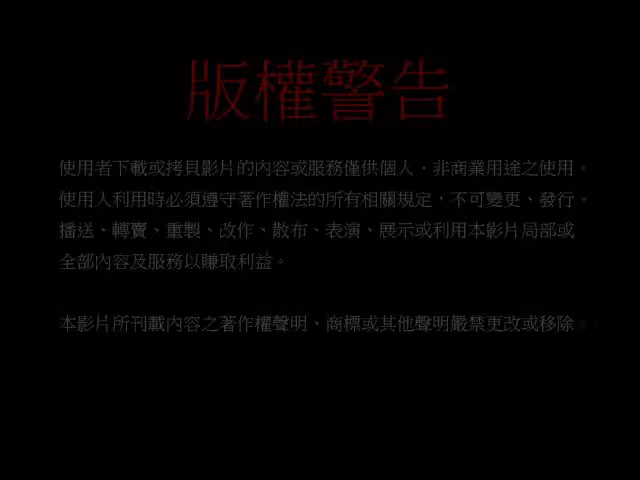 版權警告
使用者下載或拷貝影片的內容或服務僅供個人，非商業用途之使用。
使用人利用時必須遵守著作權法的所有相關規定，不可變更、發行，
播送、轉賣、重製、改作、散布、表演、展示或利用本影片局部或
全部內容及服務以賺取利益。
本影片所刊載內容之著作權聲明、商標或其他聲明嚴禁更改或移除。